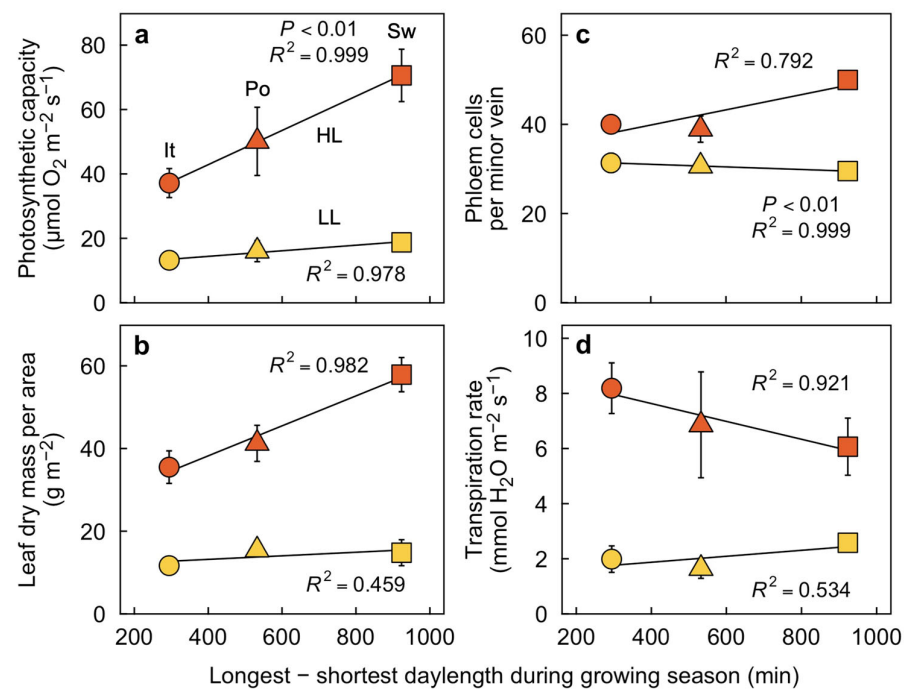 a
P < 0.01
R² = 0.999
Sw
Po
It
HL
LL
R² = 0.978
80
60
40
20
0
Photosynthetic capacity
(µmol O₂ m⁻² s⁻¹)
c
R² = 0.792
P < 0.01
R² = 0.999
60
40
20
0
Phloem cells
per minor vein
b
R² = 0.982
R² = 0.459
60
40
20
0
Leaf dry mass per area
(g m⁻²)
200 400 600 800 1000
d
R² = 0.921
R² = 0.534
10
8
6
4
2
0
Transpiration rate
(mmol H₂O m⁻² s⁻¹)
200 400 600 800 1000
Longest − shortest daylength during growing season (min)